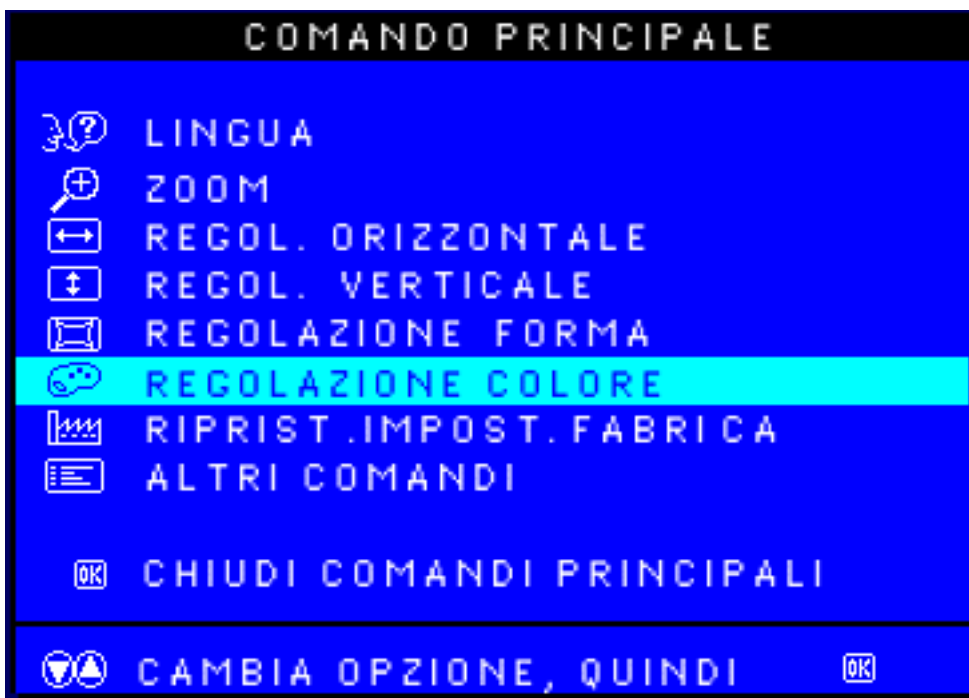 COMANDO PRINCIPALE
LINGUA
ZOOM
REGOL. ORIZZONTALE
REGOL. VERTICALE
REGOLAZIONE FORMA
REGOLAZIONE COLORE
RIPRIST.IMPOST.FABRICA
ALTRI COMANDI
OK CHIUDI COMANDI PRINCIPALI
CAMBIA OPZIONE, QUINDI OK